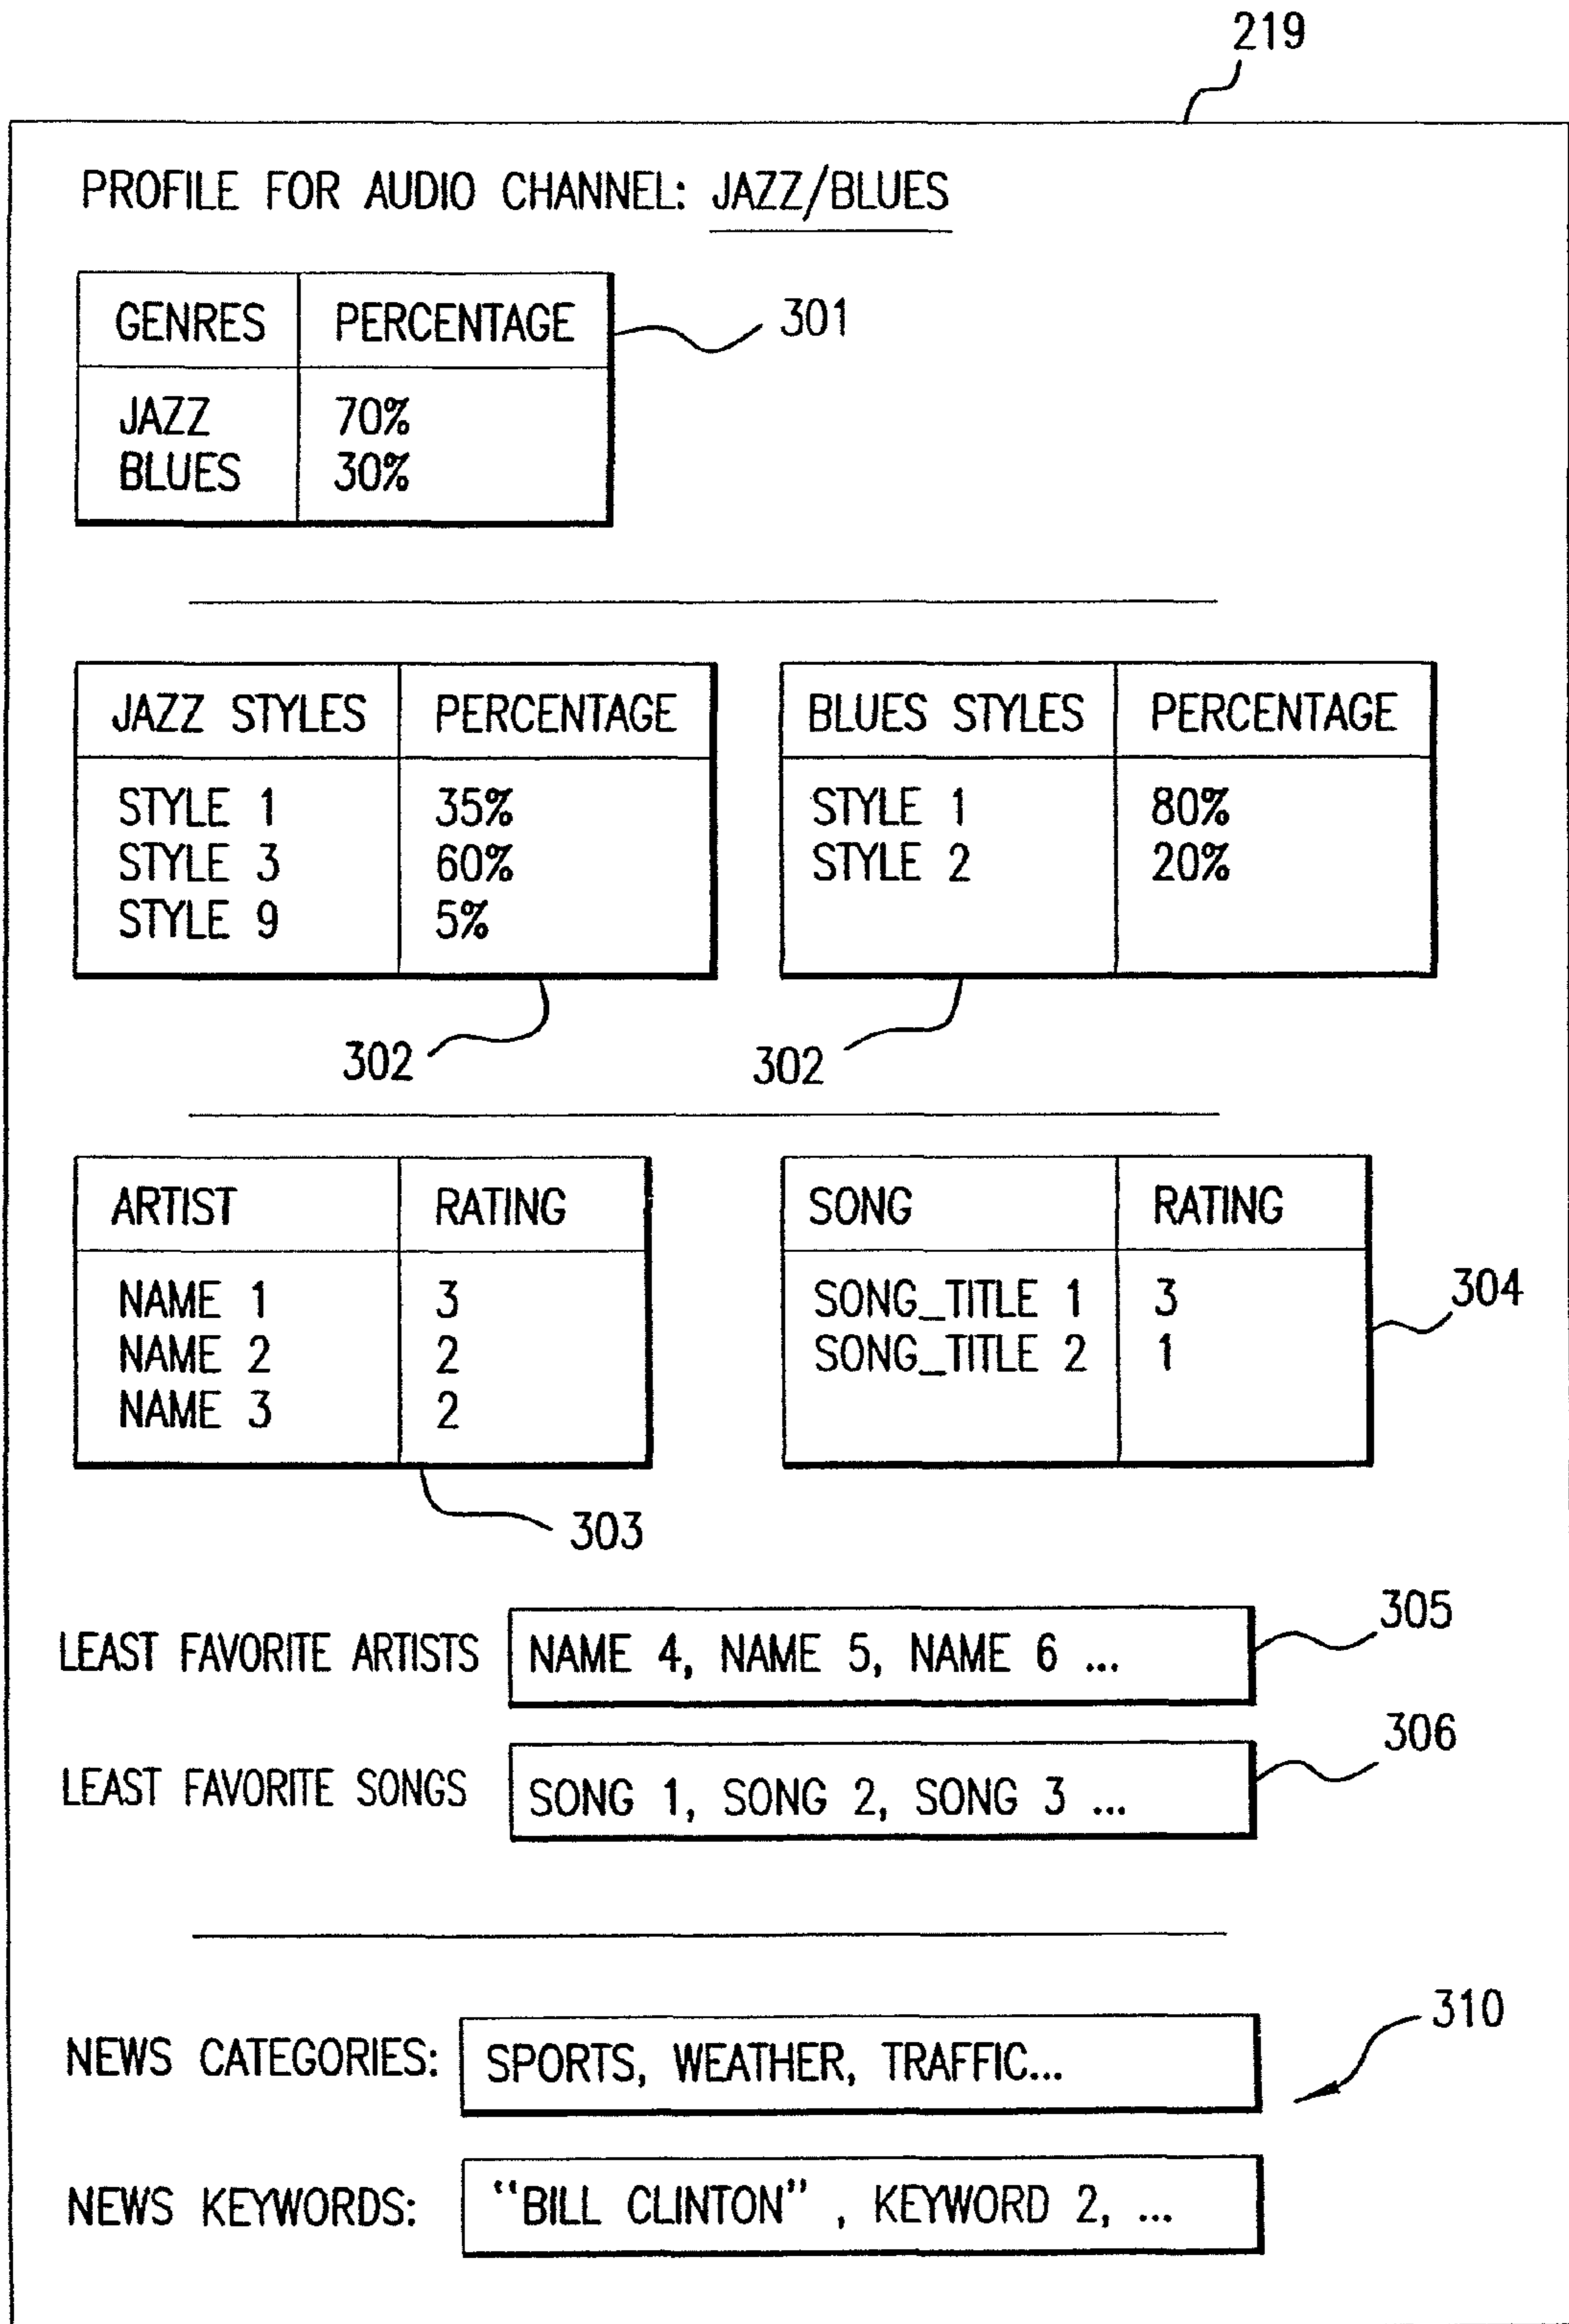 219
PROFILE FOR AUDIO CHANNEL: JAZZ/BLUES
GENRES PERCENTAGE 301
JAZZ 70%
BLUES 30%
JAZZ STYLES PERCENTAGE BLUES STYLES PERCENTAGE
STYLE 1 35% STYLE 1 80%
STYLE 3 60% STYLE 2 20%
STYLE 9 5%
302 302
ARTIST RATING SONG RATING
NAME 1 3 SONG_TITLE 1 3 304
NAME 2 2 SONG_TITLE 2 1
NAME 3 2
303
305
LEAST FAVORITE ARTISTS NAME 4, NAME 5, NAME 6 ...
306
LEAST FAVORITE SONGS SONG 1, SONG 2, SONG 3 ...
310
NEWS CATEGORIES: SPORTS, WEATHER, TRAFFIC...
NEWS KEYWORDS: "BILL CLINTON" , KEYWORD 2, ...